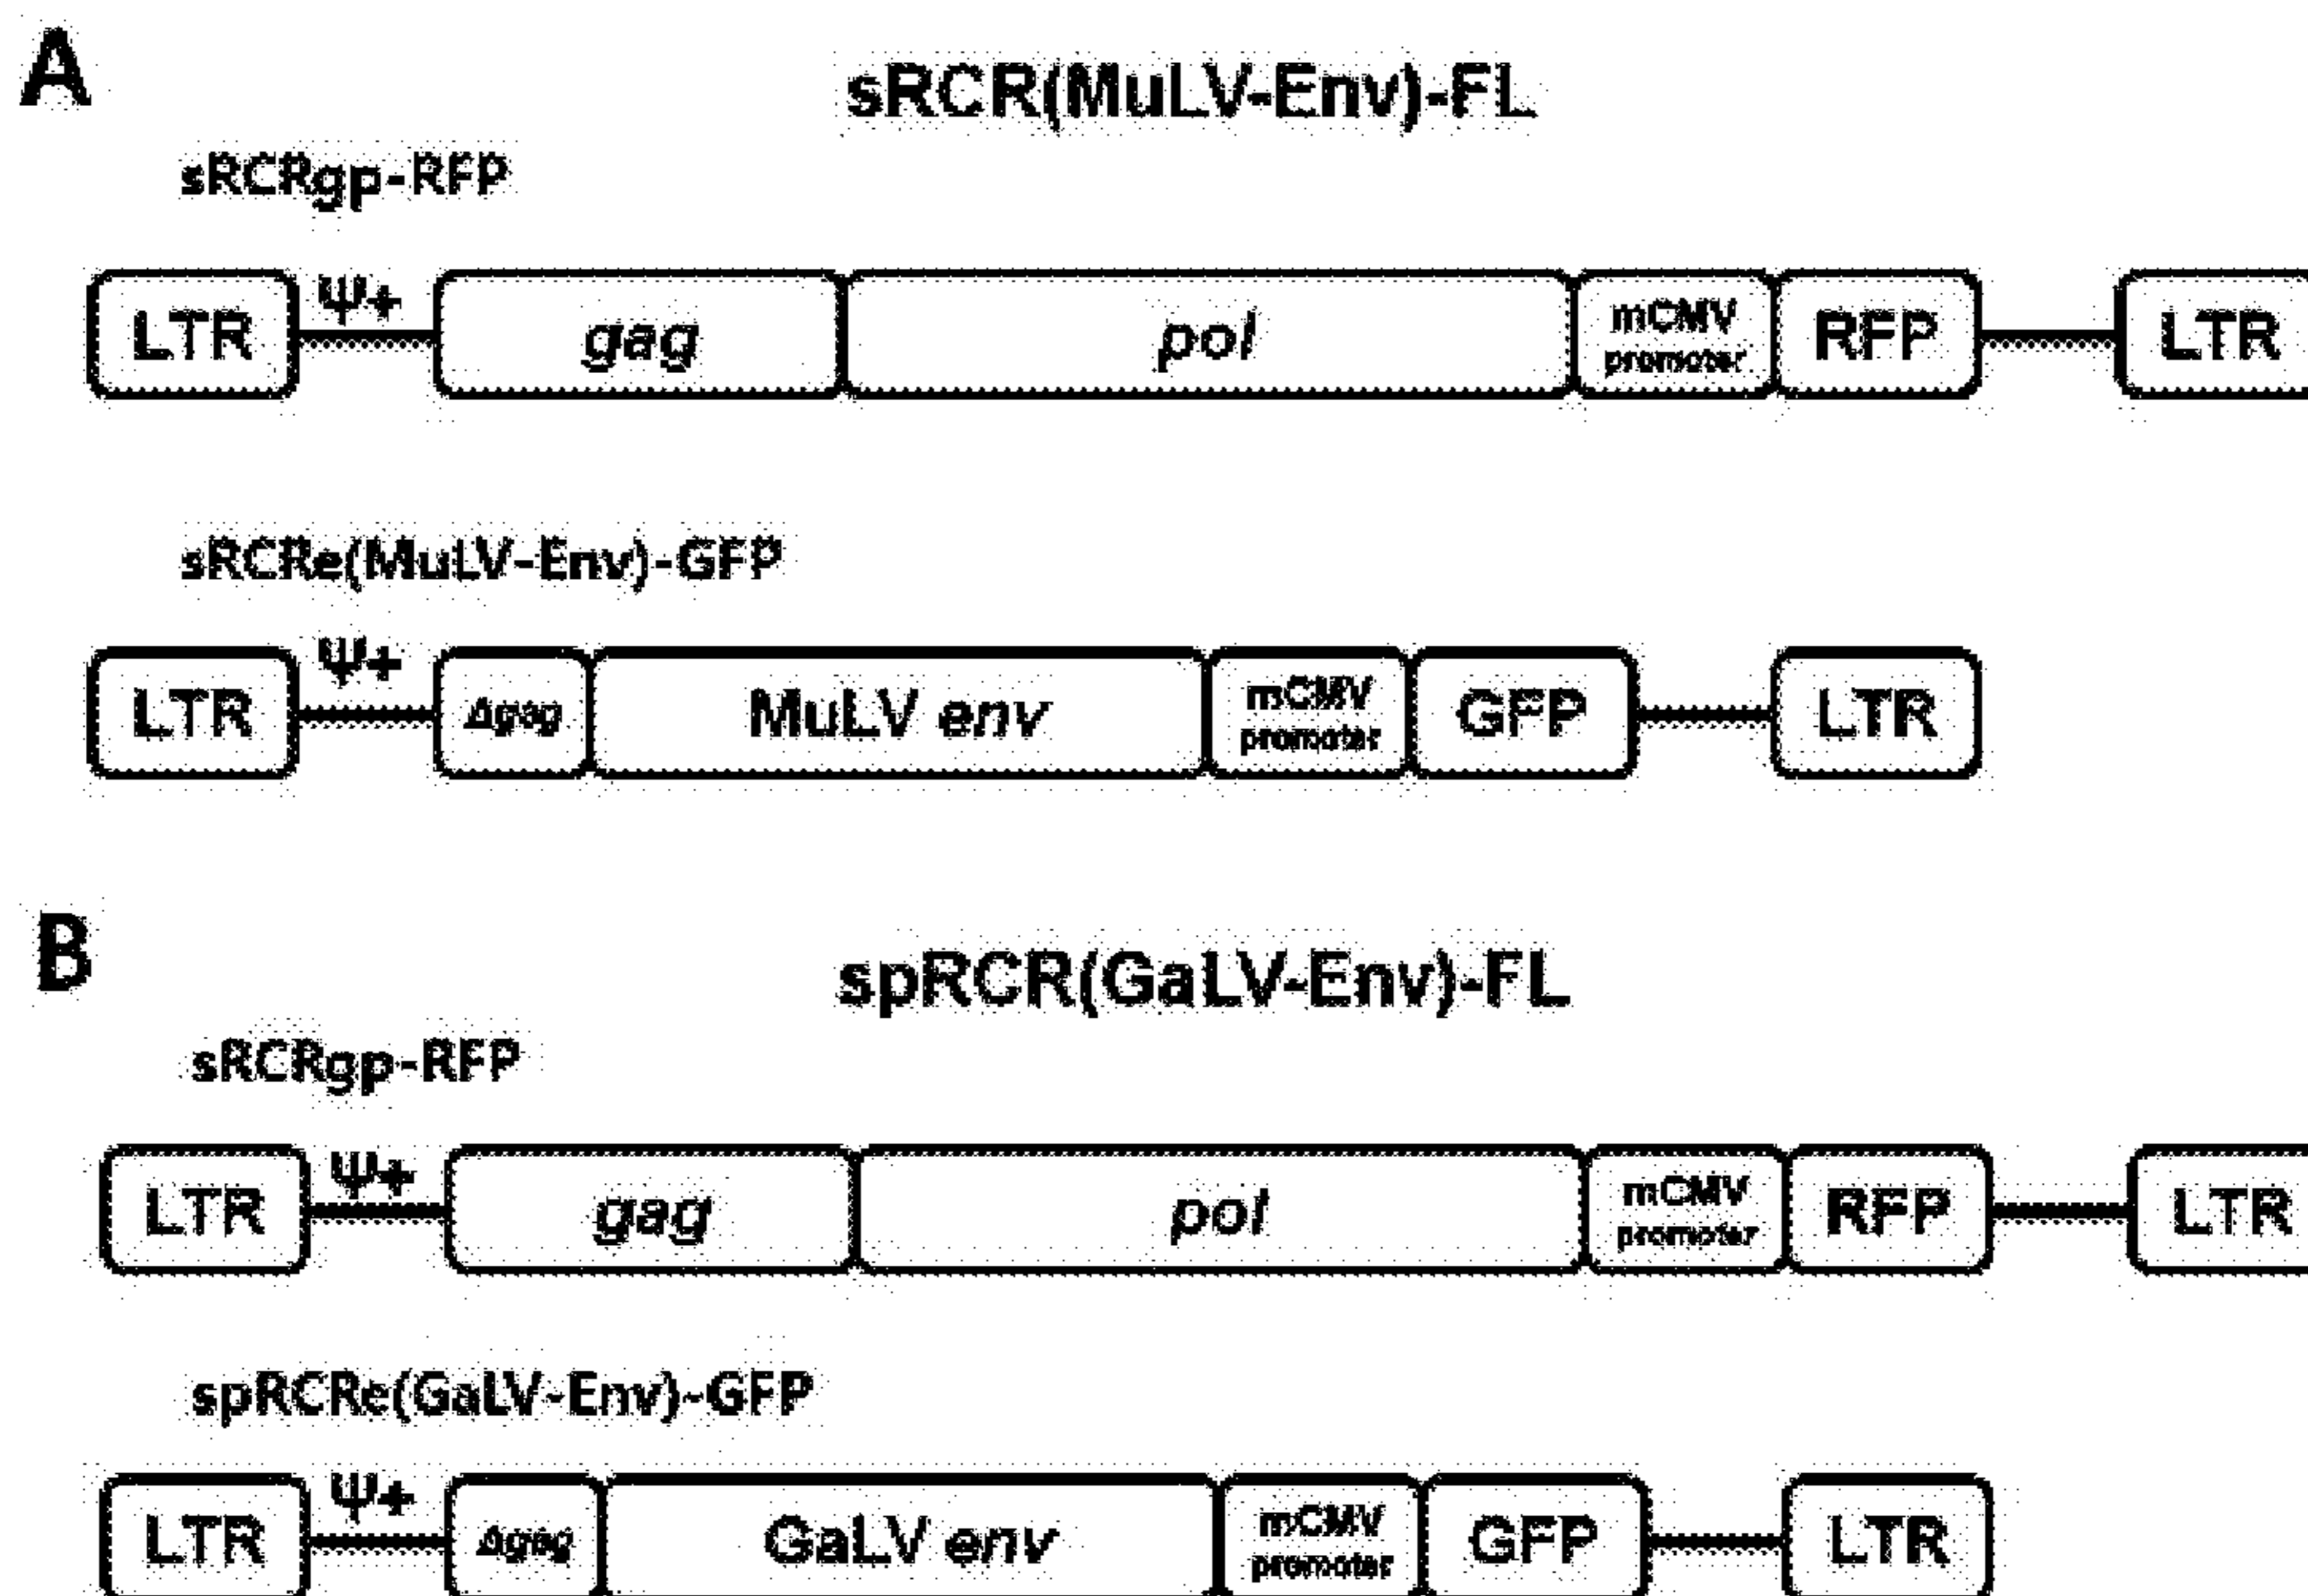 A
sRCR(MuLV-Env)-FL
sRCRgp-RFP
LTR Ψ+ gag pol mCMV promoter RFP LTR
sRCRe(MuLV-Env)-GFP
LTR Ψ+ Δgag MuLV env mCMV promoter GFP LTR
B
spRCR(GaLV-Env)-FL
sRCRgp-RFP
LTR Ψ+ gag pol mCMV promoter RFP LTR
spRCRe(GaLV-Env)-GFP
LTR Ψ+ Δgag GaLV env mCMV promoter GFP LTR